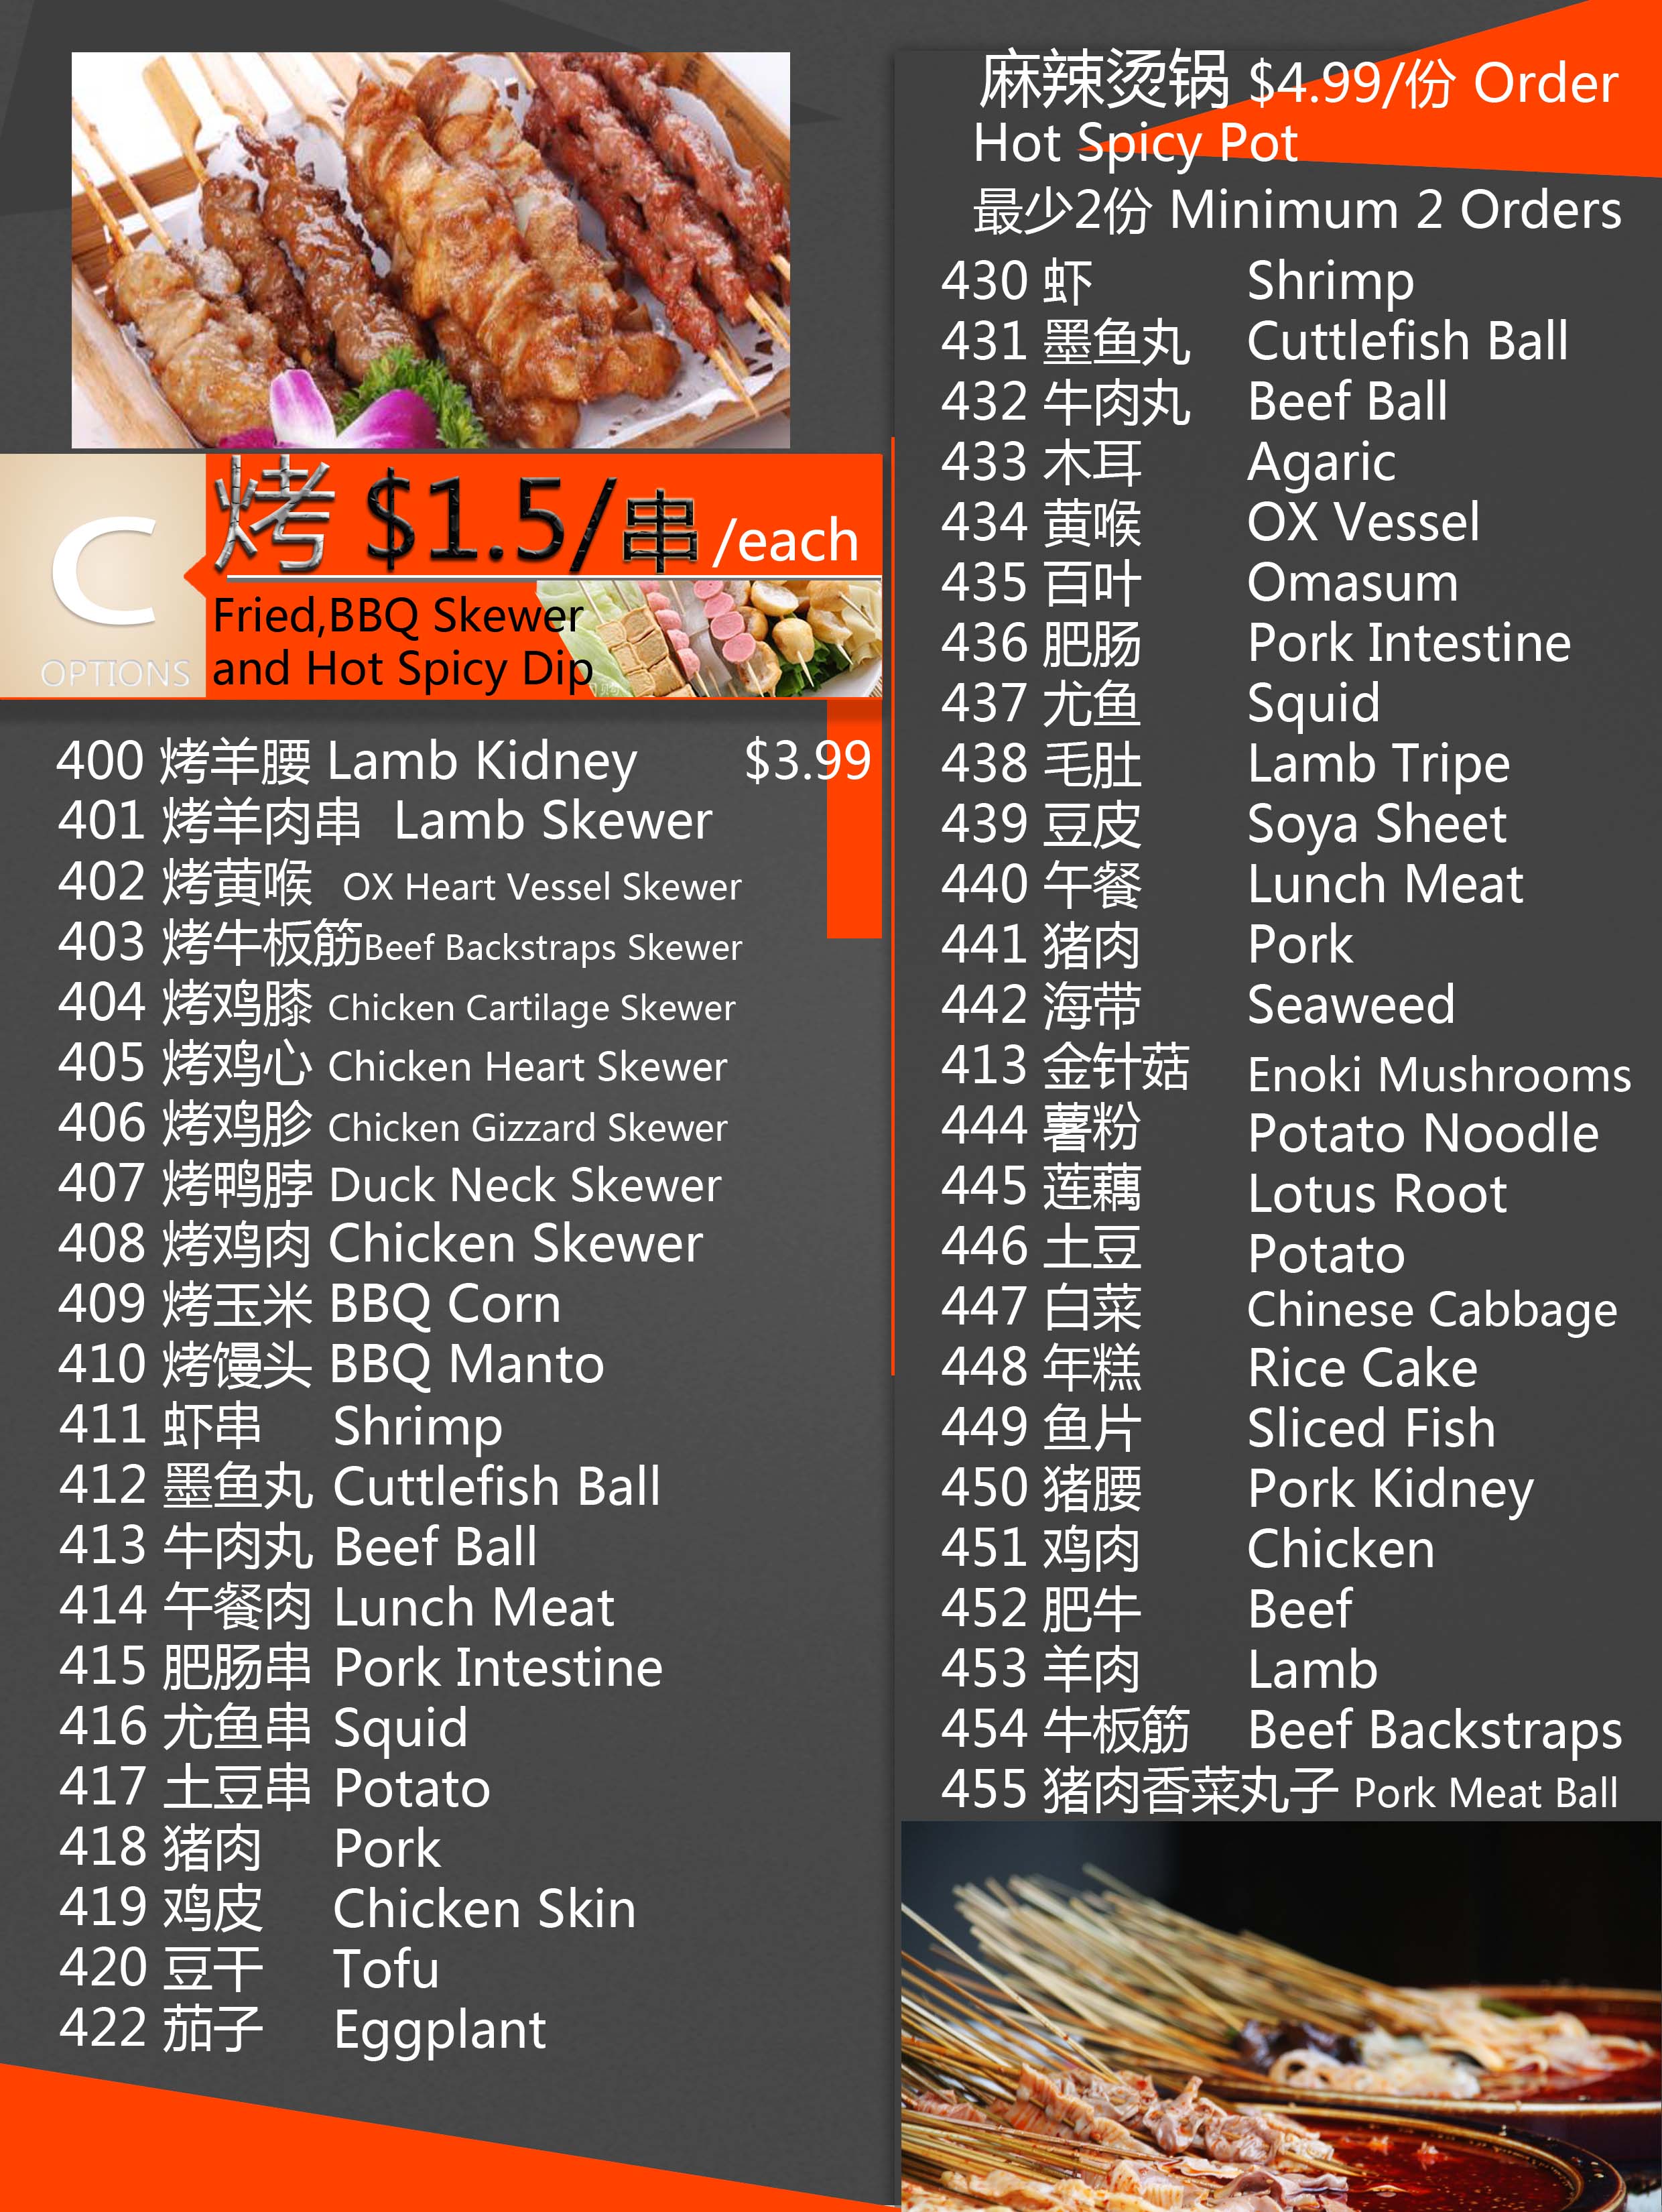 烤 $1.5/串 /each
C
OPTIONS
Fried,BBQ Skewer
and Hot Spicy Dip
400 烤羊腰 Lamb Kidney $3.99
401 烤羊肉串 Lamb Skewer
402 烤黄喉 OX Heart Vessel Skewer
403 烤牛板筋 Beef Backstraps Skewer
404 烤鸡膝 Chicken Cartilage Skewer
405 烤鸡心 Chicken Heart Skewer
406 烤鸡胗 Chicken Gizzard Skewer
407 烤鸭脖 Duck Neck Skewer
408 烤鸡肉 Chicken Skewer
409 烤玉米 BBQ Corn
410 烤馒头 BBQ Manto
411 虾串 Shrimp
412 墨鱼丸 Cuttlefish Ball
413 牛肉丸 Beef Ball
414 午餐肉 Lunch Meat
415 肥肠串 Pork Intestine
416 尤鱼串 Squid
417 土豆串 Potato
418 猪肉 Pork
419 鸡皮 Chicken Skin
420 豆干 Tofu
422 茄子 Eggplant
麻辣烫锅 $4.99/份 Order
Hot Spicy Pot
最少2份 Minimum 2 Orders
430 虾 Shrimp
431 墨鱼丸 Cuttlefish Ball
432 牛肉丸 Beef Ball
433 木耳 Agaric
434 黄喉 OX Vessel
435 百叶 Omasum
436 肥肠 Pork Intestine
437 尤鱼 Squid
438 毛肚 Lamb Tripe
439 豆皮 Soya Sheet
440 午餐 Lunch Meat
441 猪肉 Pork
442 海带 Seaweed
413 金针菇 Enoki Mushrooms
444 薯粉 Potato Noodle
445 莲藕 Lotus Root
446 土豆 Potato
447 白菜 Chinese Cabbage
448 年糕 Rice Cake
449 鱼片 Sliced Fish
450 猪腰 Pork Kidney
451 鸡肉 Chicken
452 肥牛 Beef
453 羊肉 Lamb
454 牛板筋 Beef Backstraps
455 猪肉香菜丸子 Pork Meat Ball